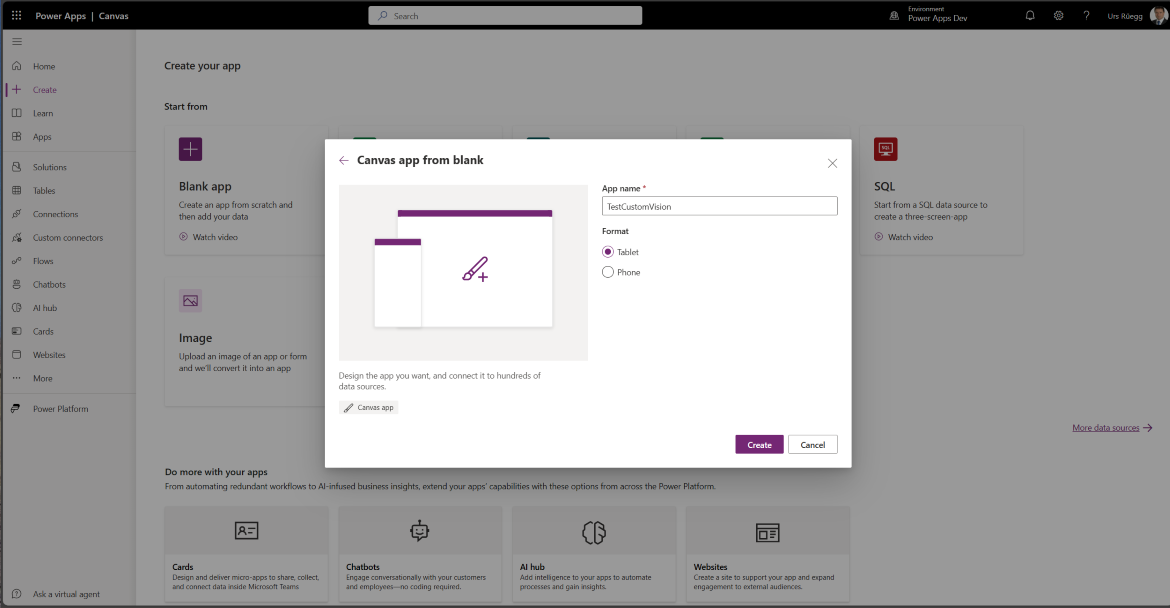 Power Apps | Canvas
Search
Environment
Power Apps Dev
?
Urs Rüegg
Home
Create
Learn
Apps
Solutions
Tables
Connections
Custom connectors
Flows
Chatbots
AI hub
Cards
Websites
More
Power Platform
Ask a virtual agent
Create your app
Start from
Blank app
Create an app from scratch and
then add your data
Watch video
SQL
SQL
Start from a SQL data source to
create a three-screen-app
Watch video
Image
Upload an image of an app or form
and we'll convert it into an app
Canvas app from blank
App name *
TestCustomVision
Format
Tablet
Phone
Design the app you want, and connect it to hundreds of
data sources.
Canvas app
Create
Cancel
More data sources
Do more with your apps
From automating redundant workflows to AI-infused business insights, extend your apps' capabilities with these options from across the Power Platform.
Cards
Design and deliver micro-apps to share, collect,
and connect data inside Microsoft Teams
Chatbots
Engage conversationally with your customers
and employees—no coding required.
AI hub
Add intelligence to your apps to automate
processes and gain insights.
Websites
Create a site to support your app and expand
engagement to external audiences.